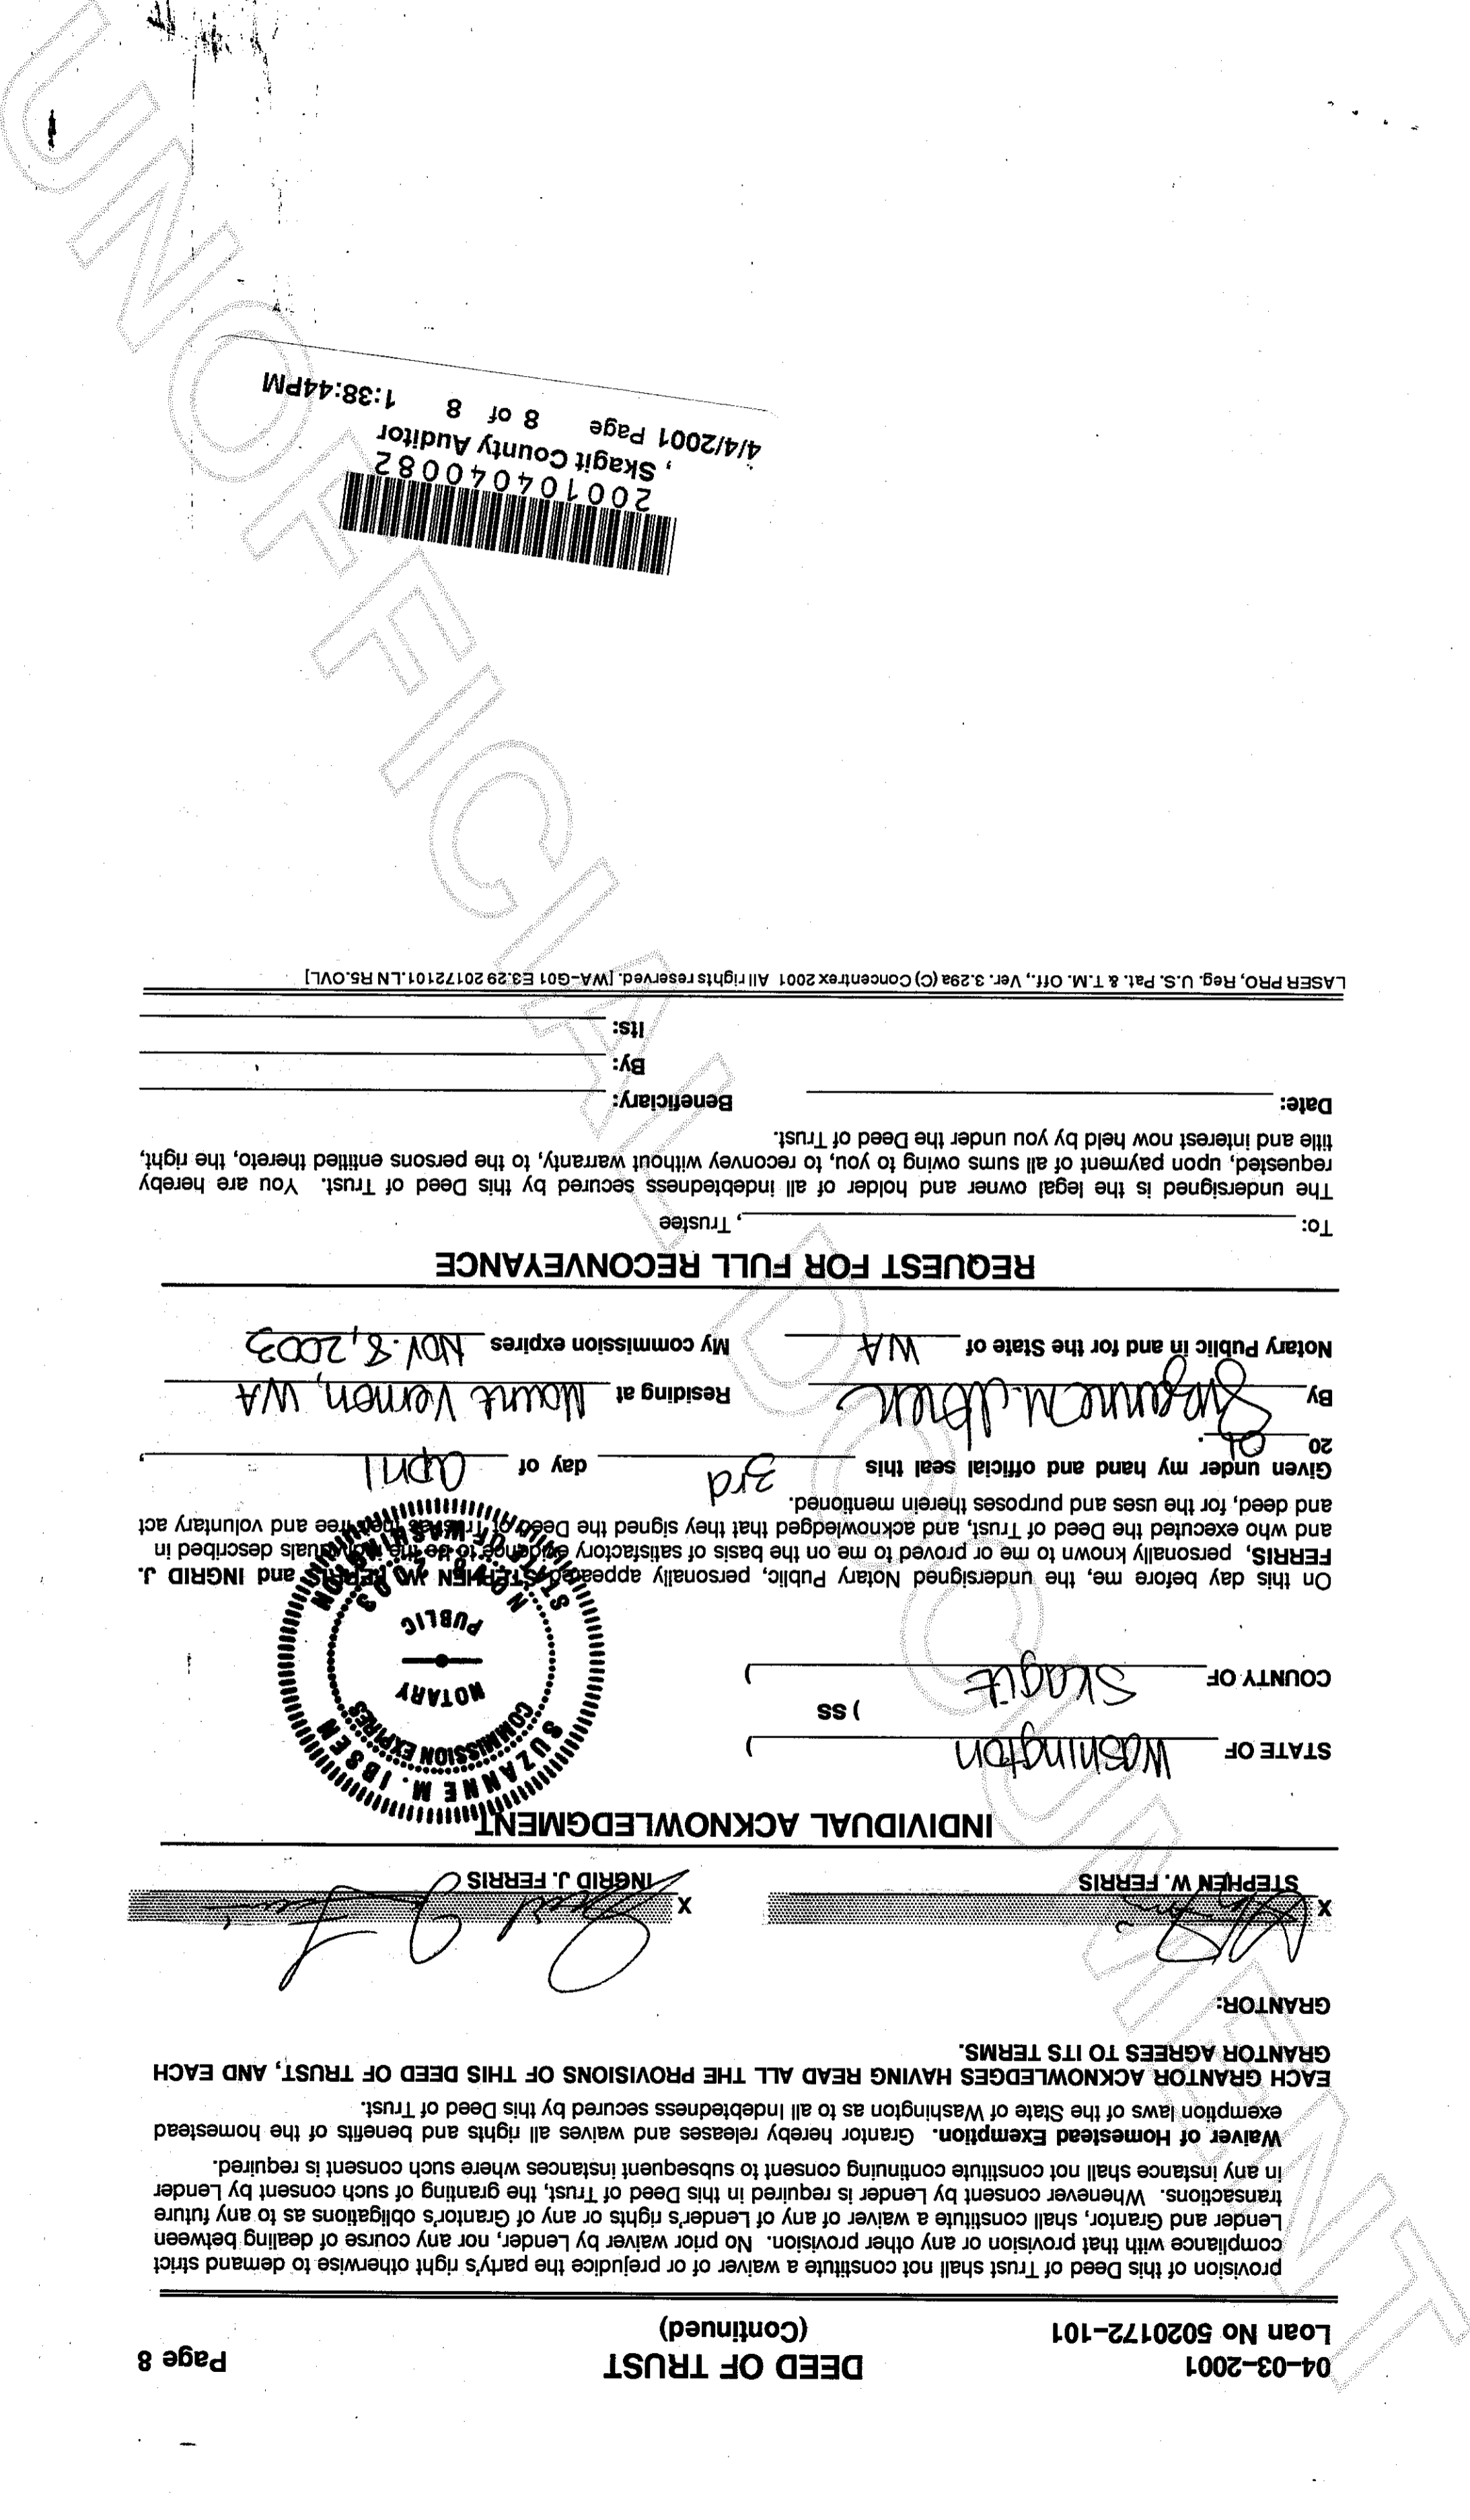 04-03-2001 DEED OF TRUST Page 8
Loan No 5020172-101 (Continued)
provision of this Deed of Trust shall not constitute a waiver of or prejudice the party's right otherwise to demand strict
compliance with that provision or any other provision. No prior waiver by Lender, nor any course of dealing between
Lender and Grantor, shall constitute a waiver of any of Lender's rights or any of Grantor's obligations as to any future
transactions. Whenever consent by Lender is required in this Deed of Trust, the granting of such consent by Lender
in any instance shall not constitute continuing consent to subsequent instances where such consent is required.
Waiver of Homestead Exemption. Grantor hereby releases and waives all rights and benefits of the homestead
exemption laws of the State of Washington as to all Indebtedness secured by this Deed of Trust.
EACH GRANTOR ACKNOWLEDGES HAVING READ ALL THE PROVISIONS OF THIS DEED OF TRUST, AND EACH
GRANTOR AGREES TO ITS TERMS.
GRANTOR:
X X
STEPHEN W. FERRIS INGRID J. FERRIS
INDIVIDUAL ACKNOWLEDGMENT
STATE OF Washington )
) SS
COUNTY OF Skagit )
SUZANNE M. IBSEN
COMMISSION EXPIRES
NOTARY
PUBLIC
NOV. 8, 2003
STATE OF WASHINGTON
On this day before me, the undersigned Notary Public, personally appeared STEPHEN W. FERRIS and INGRID J.
FERRIS, personally known to me or proved to me on the basis of satisfactory evidence to be the individuals described in
and who executed the Deed of Trust, and acknowledged that they signed the Deed of Trust as their free and voluntary act
and deed, for the uses and purposes therein mentioned.
Given under my hand and official seal this 3rd day of April,
20 01.
By Suzanne M. Ibsen Residing at Mount Vernon, WA
Notary Public in and for the State of WA My commission expires NOV. 8, 2003
REQUEST FOR FULL RECONVEYANCE
To: , Trustee
The undersigned is the legal owner and holder of all indebtedness secured by this Deed of Trust. You are hereby
requested, upon payment of all sums owing to you, to reconvey without warranty, to the persons entitled thereto, the right,
title and interest now held by you under the Deed of Trust.
Date: Beneficiary:
By:
Its:
LASER PRO, Reg. U.S. Pat. & T.M. Off., Ver. 3.29a (C) Concentrex 2001 All rights reserved. [WA-G01 E3.29 20172101.LN R5.OVL]
200104040082
, Skagit County Auditor
4/4/2001 Page 8 of 8 1:38:44PM
UNOFFICIAL DOCUMENT